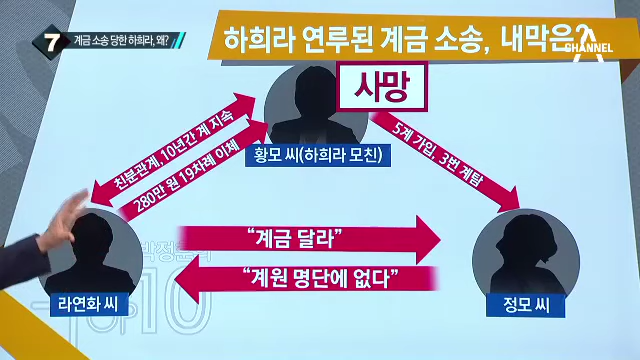 7 계금 소송 당한 하희라, 왜?
하희라 연루된 계금 소송, 내막은?
CHANNEL
사망
황모 씨(하희라 모친)
친분관계, 10년간 계 지속
280만 원 19차례 이체
5계 가입, 3번 계탐
"계금 달라"
"계원 명단에 없다"
라연화 씨
정모 씨
10